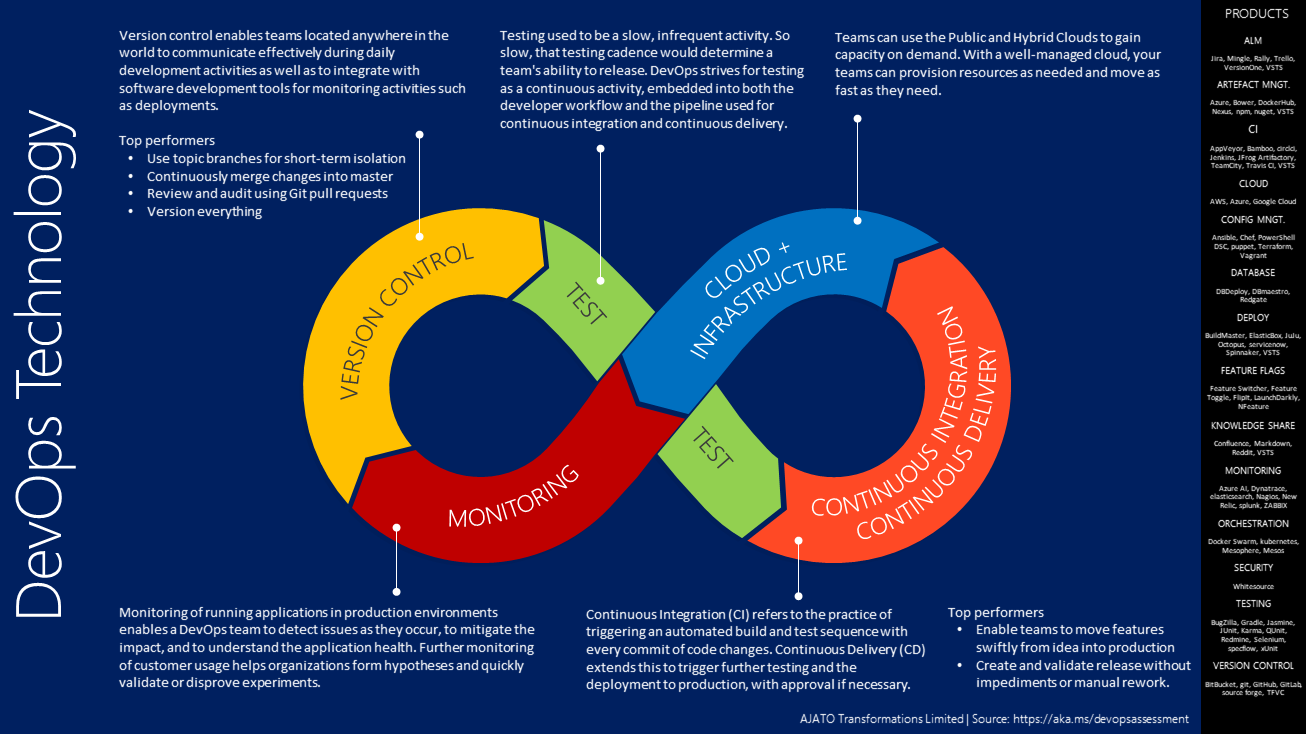 DevOps Technology
Version control enables teams located anywhere in the
world to communicate effectively during daily
development activities as well as to integrate with
software development tools for monitoring activities such
as deployments.
Top performers
• Use topic branches for short-term isolation
• Continuously merge changes into master
• Review and audit using Git pull requests
• Version everything
Testing used to be a slow, infrequent activity. So
slow, that testing cadence would determine a
team's ability to release. DevOps strives for testing
as a continuous activity, embedded into both the
developer workflow and the pipeline used for
continuous integration and continuous delivery.
Teams can use the Public and Hybrid Clouds to gain
capacity on demand. With a well-managed cloud, your
teams can provision resources as needed and move as
fast as they need.
VERSION CONTROL
TEST
CLOUD +
INFRASTRUCTURE
MONITORING
TEST
CONTINUOUS INTEGRATION
CONTINUOUS DELIVERY
Monitoring of running applications in production environments
enables a DevOps team to detect issues as they occur, to mitigate the
impact, and to understand the application health. Further monitoring
of customer usage helps organizations form hypotheses and quickly
validate or disprove experiments.
Continuous Integration (CI) refers to the practice of
triggering an automated build and test sequence with
every commit of code changes. Continuous Delivery (CD)
extends this to trigger further testing and the
deployment to production, with approval if necessary.
Top performers
• Enable teams to move features
swiftly from idea into production
• Create and validate release without
impediments or manual rework.
AJATO Transformations Limited | Source: https://aka.ms/devopsassessment
PRODUCTS
ALM
Jira, Mingle, Rally, Trello,
VersionOne, VSTS
ARTEFACT MNGT.
Azure, Bower, DockerHub,
Nexus, npm, nuget, VSTS
CI
AppVeyor, Bamboo, circlci,
Jenkins, JFrog Artifactory,
TeamCity, Travis CI, VSTS
CLOUD
AWS, Azure, Google Cloud
CONFIG MNGT.
Ansible, Chef, PowerShell
DSC, puppet, Terraform,
Vagrant
DATABASE
DBDeploy, DBmaestro,
Redgate
DEPLOY
BuildMaster, ElasticBox, JuJu,
Octopus, servicenow,
Spinnaker, VSTS
FEATURE FLAGS
Feature Switcher, Feature
Toggle, FlipIt, LaunchDarkly,
NFeature
KNOWLEDGE SHARE
Confluence, Markdown,
Reddit, VSTS
MONITORING
Azure AI, Dynatrace,
elasticsearch, Nagios, New
Relic, splunk, ZABBIX
ORCHESTRATION
Docker Swarm, kubernetes,
Mesophere, Mesos
SECURITY
Whitesource
TESTING
BugZilla, Gradle, Jasmine,
JUnit, Karma, QUnit,
Redmine, Selenium,
specflow, xUnit
VERSION CONTROL
BitBucket, git, GitHub, GitLab,
source forge, TFVC